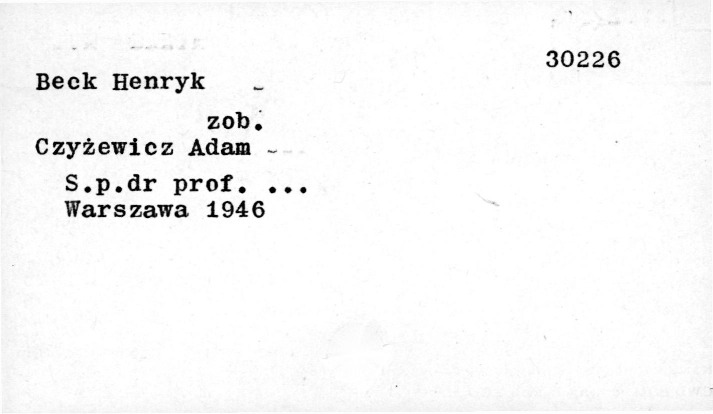 30226
Beck Henryk
zob.
Czyżewicz Adam
S.p.dr prof. ...
Warszawa 1946